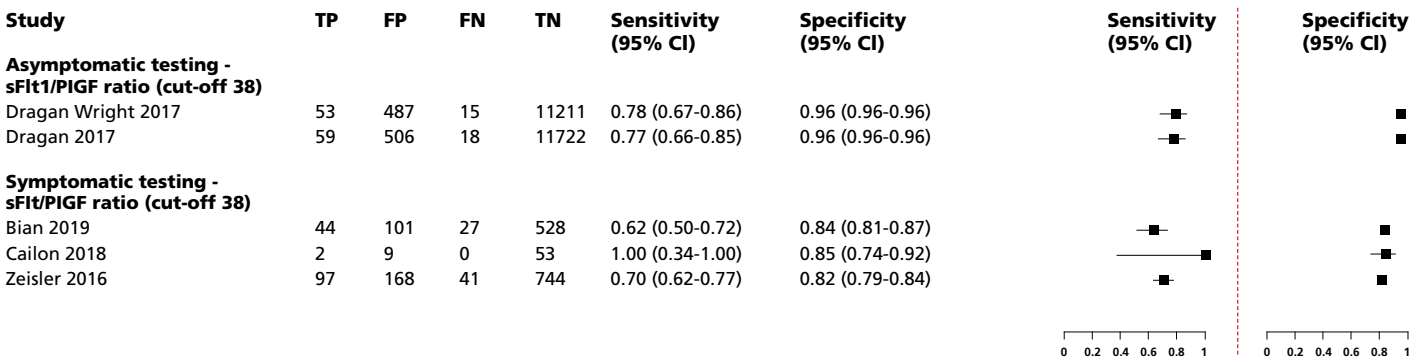 Study TP FP FN TN Sensitivity Specificity Sensitivity Specificity
(95% Cl) (95% Cl) (95% Cl) (95% Cl)
Asymptomatic testing -
sFlt1/PIGF ratio (cut-off 38)
Dragan Wright 2017 53 487 15 11211 0.78 (0.67-0.86) 0.96 (0.96-0.96)
Dragan 2017 59 506 18 11722 0.77 (0.66-0.85) 0.96 (0.96-0.96)
Symptomatic testing -
sFIt/PIGF ratio (cut-off 38)
Bian 2019 44 101 27 528 0.62 (0.50-0.72) 0.84 (0.81-0.87)
Cailon 2018 2 9 0 53 1.00 (0.34-1.00) 0.85 (0.74-0.92)
Zeisler 2016 97 168 41 744 0.70 (0.62-0.77) 0.82 (0.79-0.84)
0 0.2 0.4 0.6 0.8 1 0 0.2 0.4 0.6 0.8 1